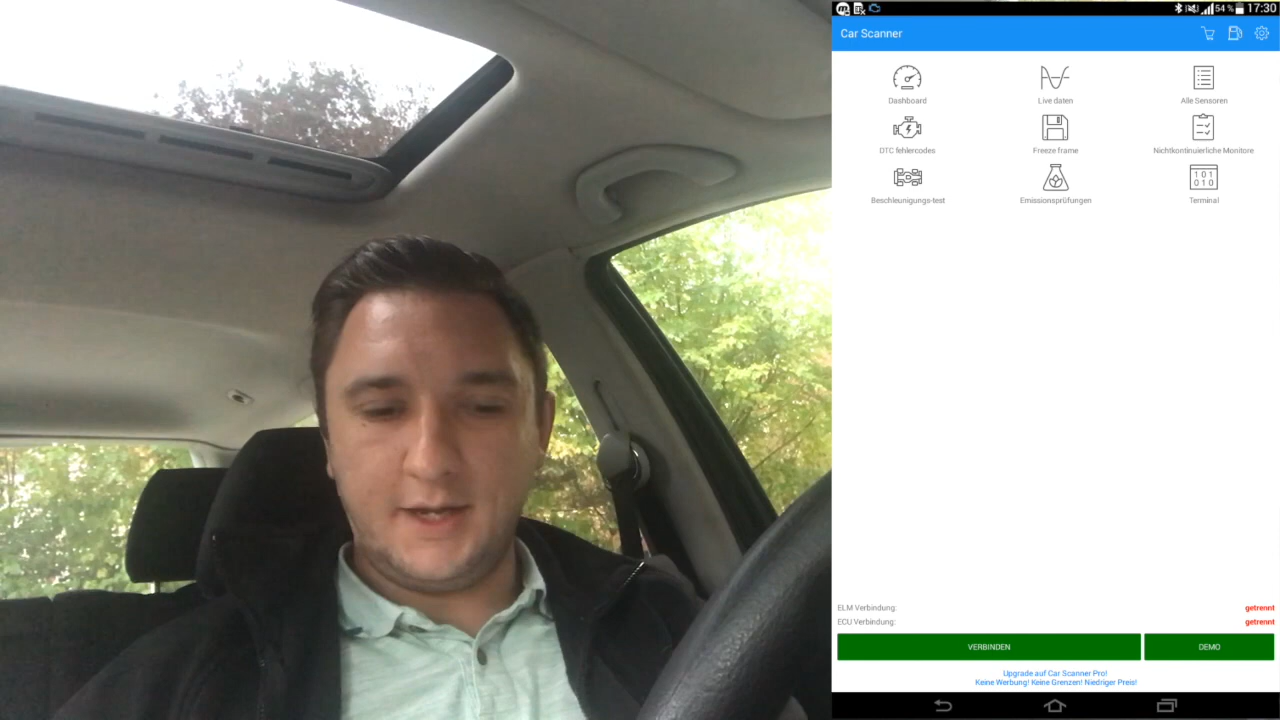 54 % 17:30
Car Scanner
Dashboard
Live daten
Alle Sensoren
DTC fehlercodes
Freeze frame
Nichtkontinuierliche Monitore
101
010
Beschleunigungs-test
Emissionsprüfungen
Terminal
ELM Verbindung: getrennt
ECU Verbindung: getrennt
VERBINDEN
DEMO
Upgrade auf Car Scanner Pro!
Keine Werbung! Keine Grenzen! Niedriger Preis!